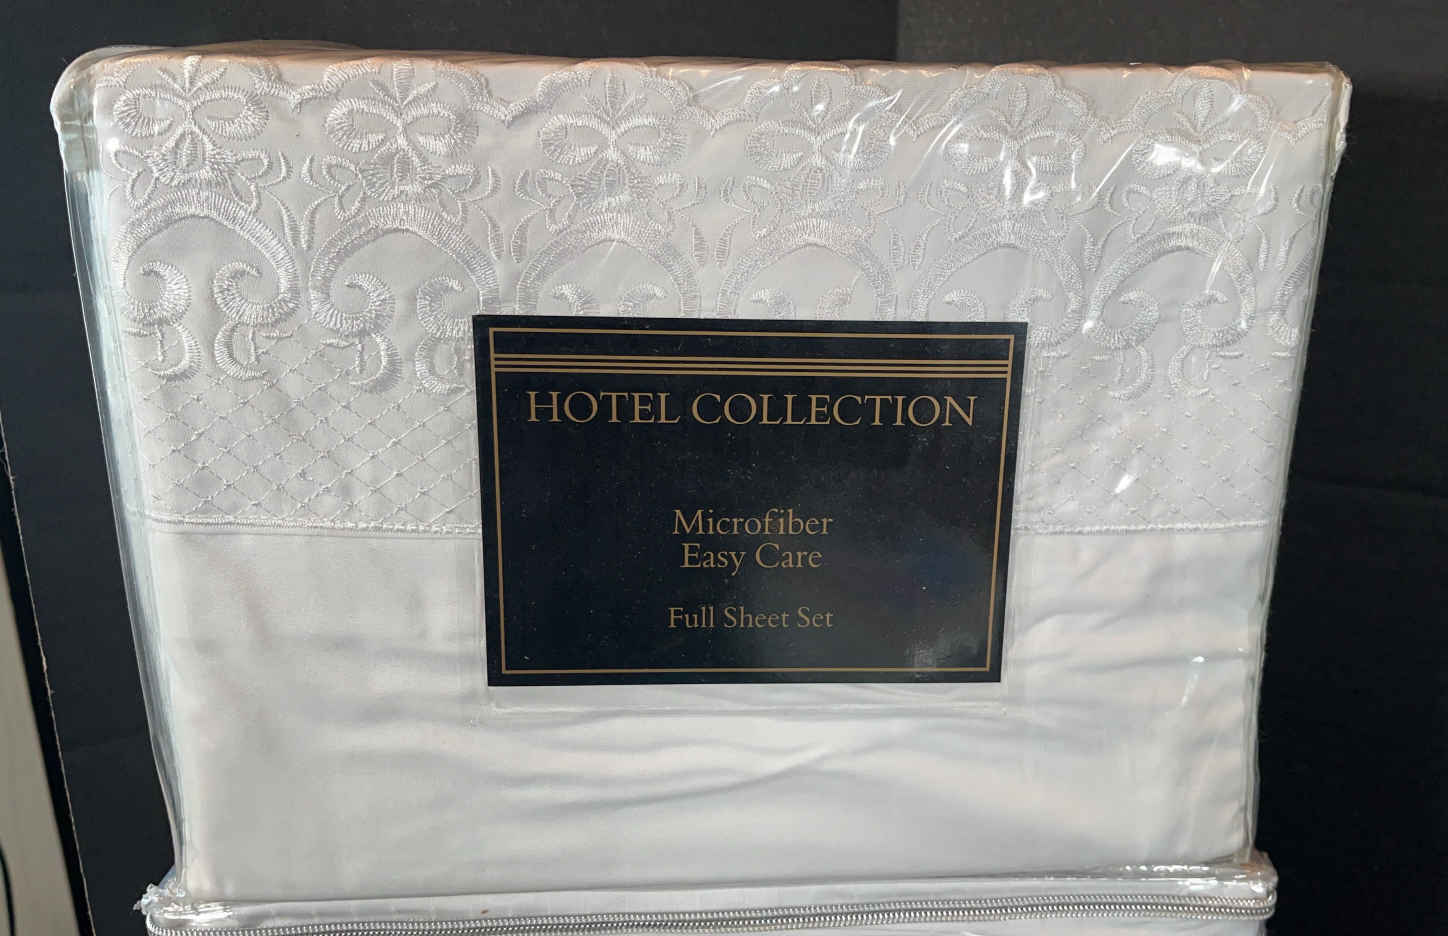 HOTEL COLLECTION
Microfiber
Easy Care
Full Sheet Set